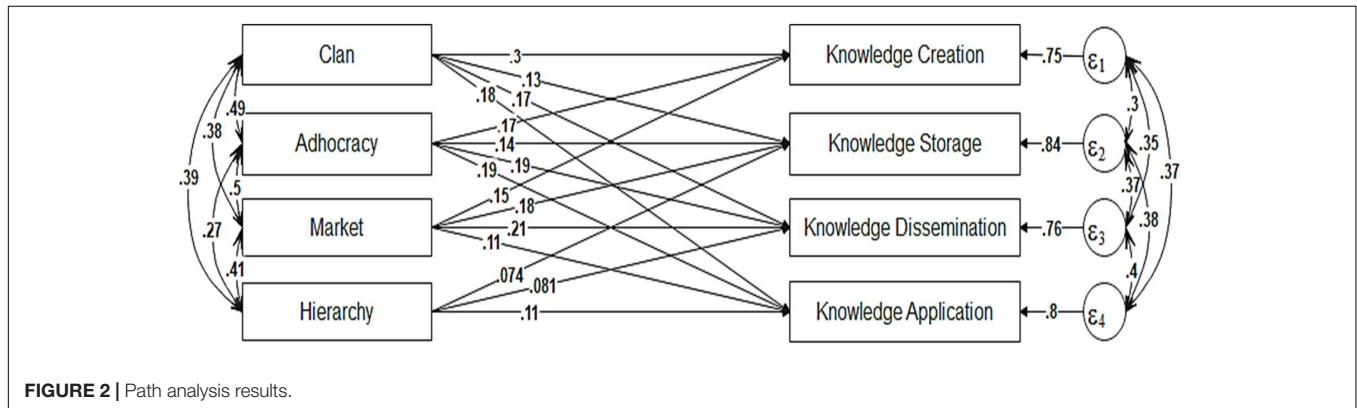 Clan
.3
Knowledge Creation
.75
ε1
.13
.18
.17
.49
.3
.38
Adhocracy
.17
.14
Knowledge Storage
.84
ε2
.35
.37
.39
.19
.19
.5
.37
.15
.18
.27
Market
.21
Knowledge Dissemination
.76
ε3
.38
.11
.41
.074
.081
.4
Hierarchy
.11
Knowledge Application
.8
ε4
FIGURE 2 | Path analysis results.